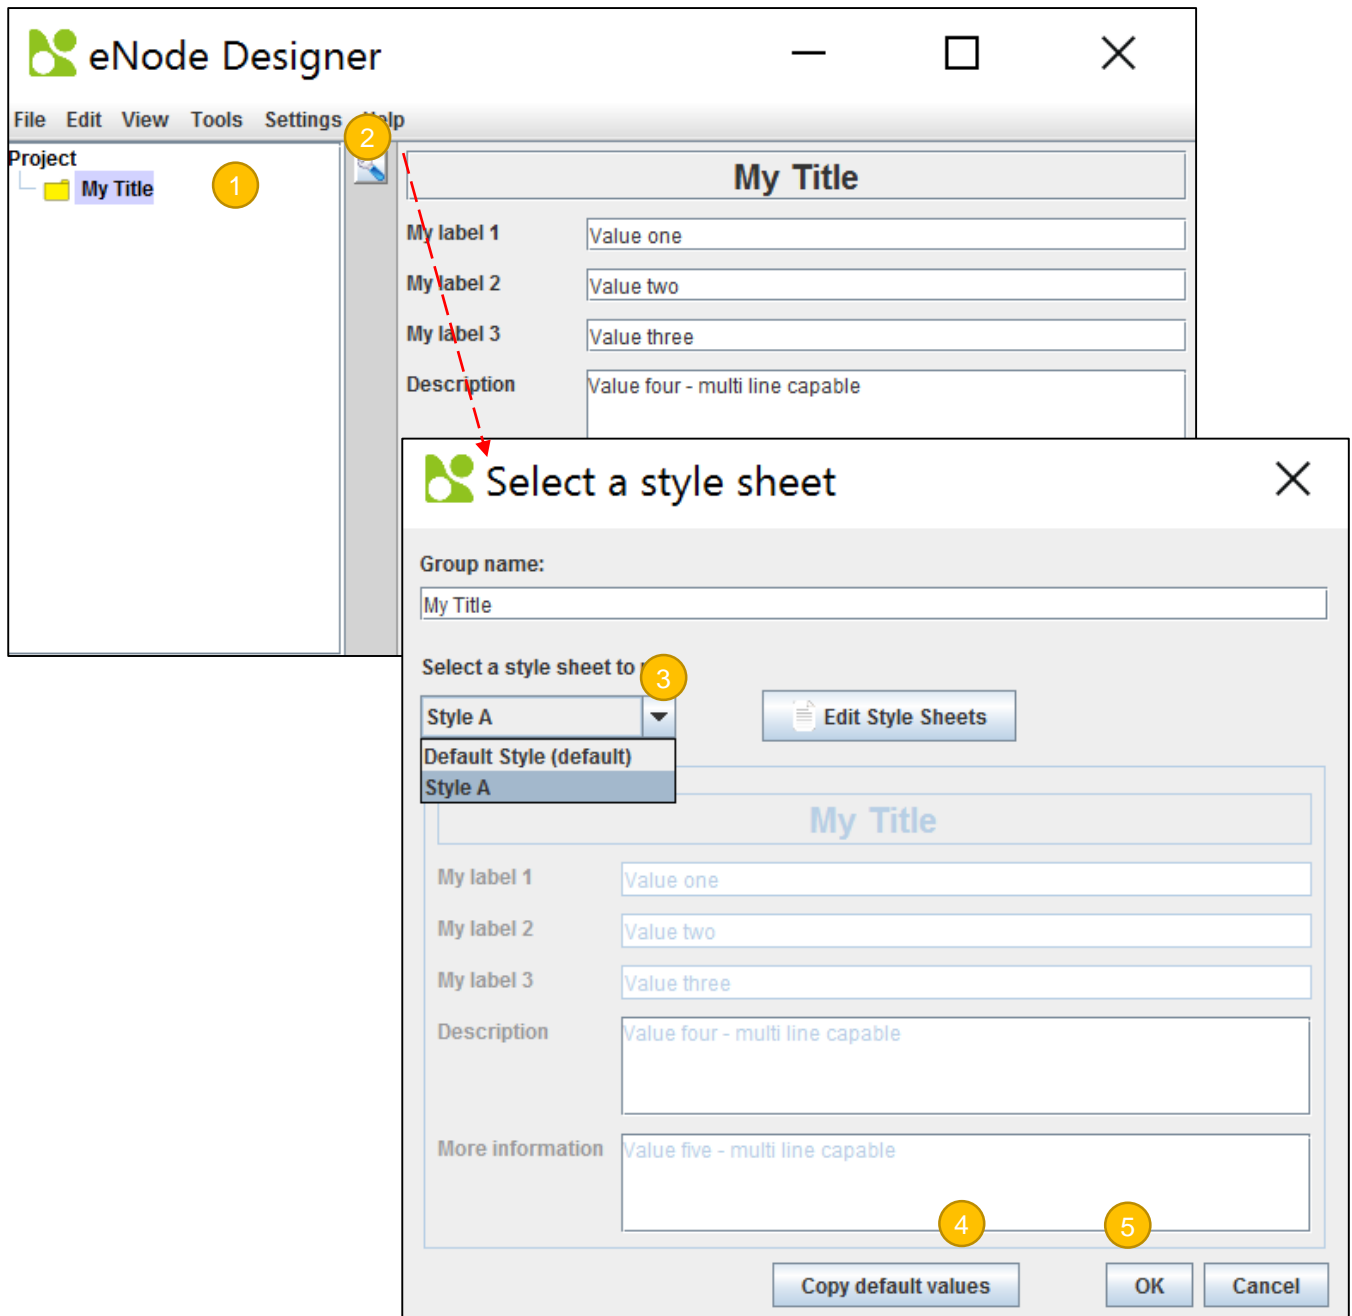 eNode Designer
File Edit View Tools Settings Help
Project
My Title
1
2
My Title
My label 1 Value one
My label 2 Value two
My label 3 Value three
Description Value four - multi line capable
Select a style sheet
Group name:
My Title
Select a style sheet to
3
Style A
Edit Style Sheets
Default Style (default)
Style A
My Title
My label 1 Value one
My label 2 Value two
My label 3 Value three
Description Value four - multi line capable
More information Value five - multi line capable
4
5
Copy default values OK Cancel